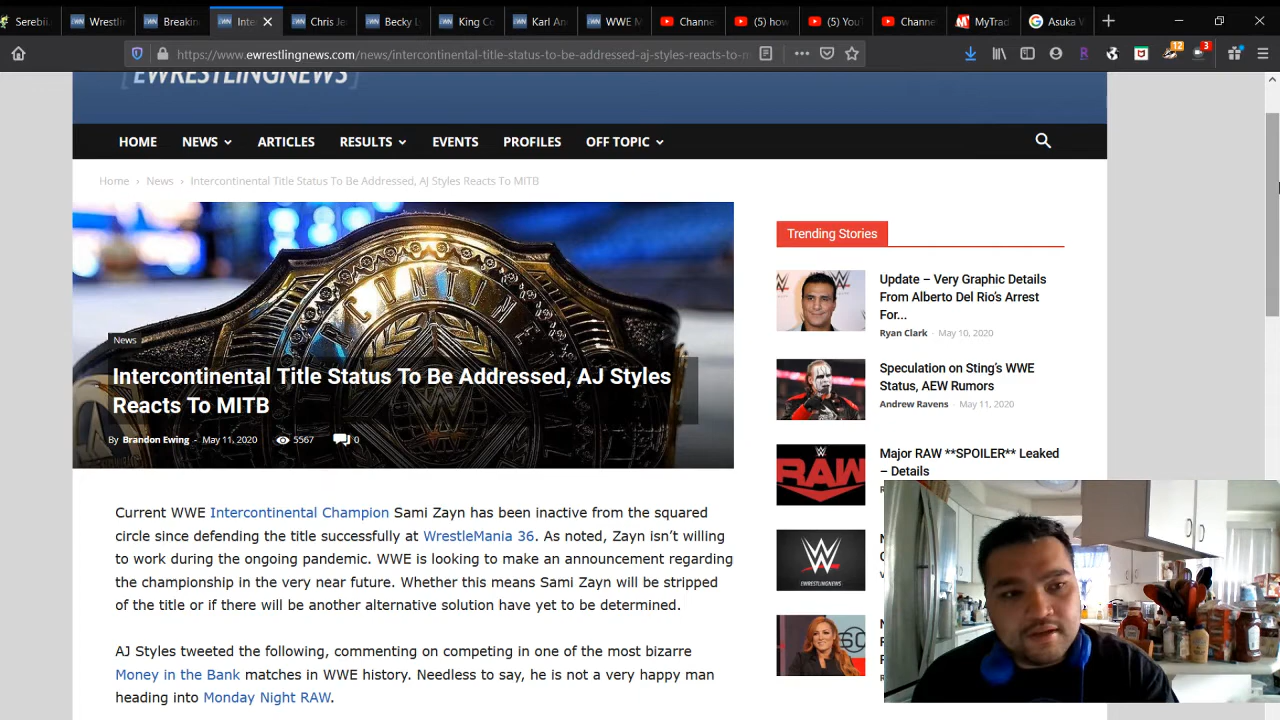 Serebii
Wrestli
Breakin
Inte
Chris Je
Becky L
King Co
Karl An
WWE M
Channe
(5) how
(5) YouT
Channe
MyTrad
Asuka V
https://www.ewrestlingnews.com/news/intercontinental-title-status-to-be-addressed-aj-styles-reacts-to-m
12
3
[EWRESTLINGNEWS]
HOME NEWS ARTICLES RESULTS EVENTS PROFILES OFF TOPIC
Home › News › Intercontinental Title Status To Be Addressed, AJ Styles Reacts To MITB
CONTIN
News
Intercontinental Title Status To Be Addressed, AJ Styles
Reacts To MITB
By Brandon Ewing - May 11, 2020 5567 0
Current WWE Intercontinental Champion Sami Zayn has been inactive from the squared
circle since defending the title successfully at WrestleMania 36. As noted, Zayn isn't willing
to work during the ongoing pandemic. WWE is looking to make an announcement regarding
the championship in the very near future. Whether this means Sami Zayn will be stripped
of the title or if there will be another alternative solution have yet to be determined.
AJ Styles tweeted the following, commenting on competing in one of the most bizarre
Money in the Bank matches in WWE history. Needless to say, he is not a very happy man
heading into Monday Night RAW.
Trending Stories
Update – Very Graphic Details
From Alberto Del Rio's Arrest
For...
Ryan Clark - May 10, 2020
Speculation on Sting's WWE
Status, AEW Rumors
Andrew Ravens - May 11, 2020
RAW
Major RAW **SPOILER** Leaked
– Details
EWRESTLINGNEWS